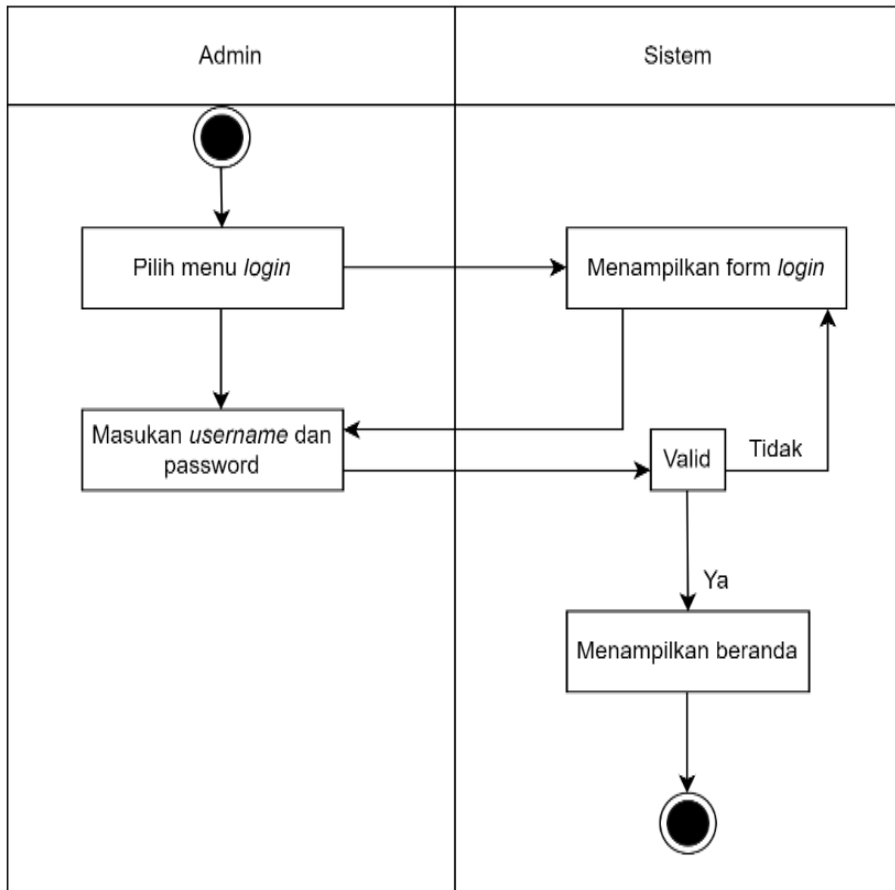 Admin
Sistem
Pilih menu login
Menampilkan form login
Masukan username dan
password
Valid
Tidak
Ya
Menampilkan beranda